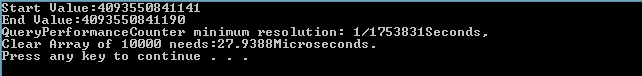 Start Value:4093550841141
End Value:4093550841190
QueryPerformanceCounter minimum resolution: 1/1753831Seconds,
Clear Array of 10000 needs:27.9388Microseconds.
Press any key to continue . . .